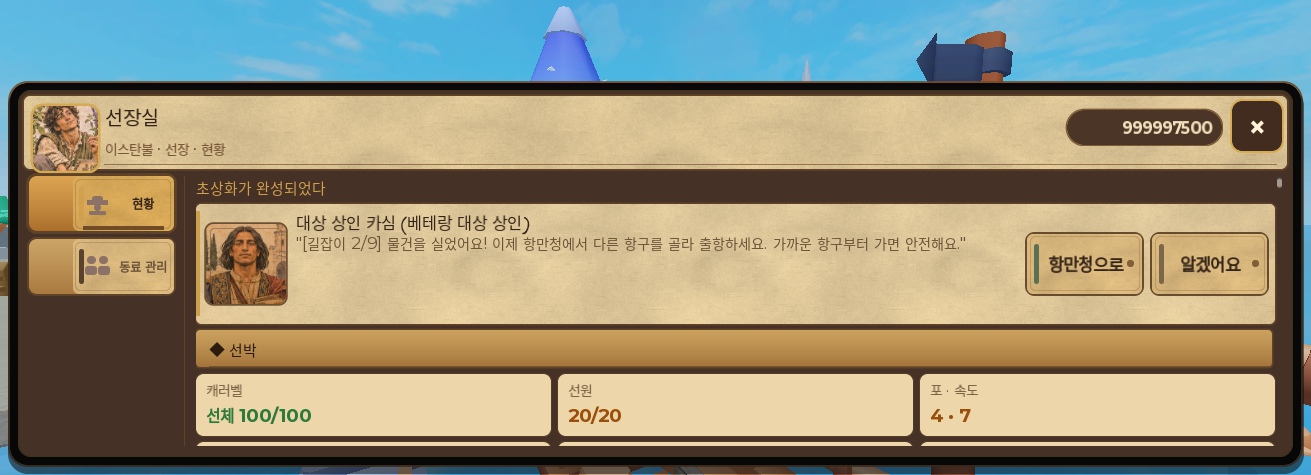 선장실
이스탄불 · 선장 · 현황
999997500
×
현황
동료 관리
초상화가 완성되었다
대상 상인 카심 (베테랑 대상 상인)
"[길잡이 2/9] 물건을 실었어요! 이제 항만청에서 다른 항구를 골라 출항하세요. 가까운 항구부터 가면 안전해요."
항만청으로
알겠어요
◆ 선박
캐러벨
선체 100/100
선원
20/20
포 · 속도
4 · 7